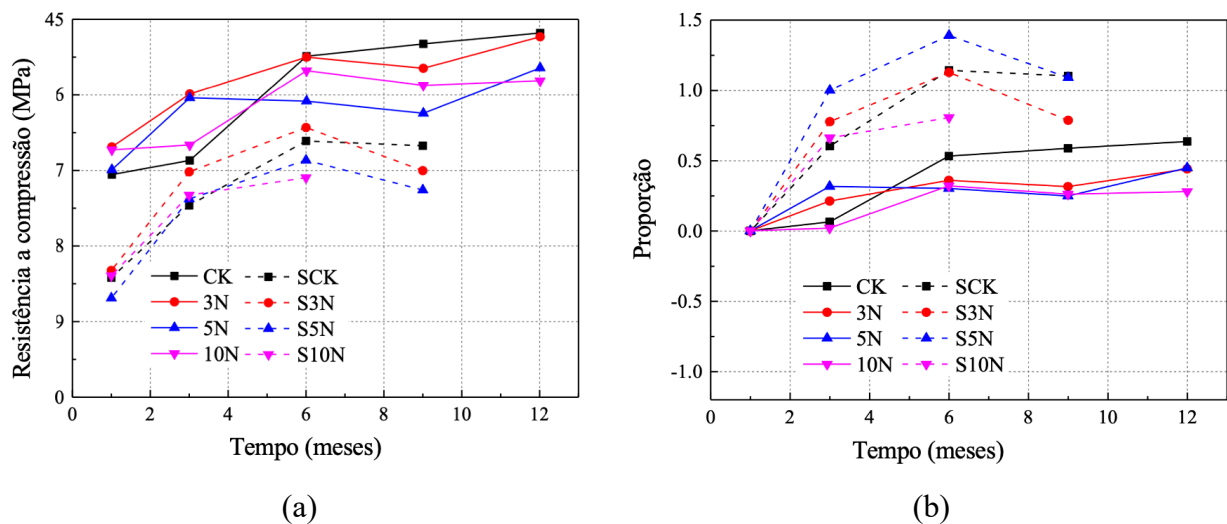 45
6
7
8
9
0
Resistência a compressão (MPa)
CK
SCK
3N
S3N
5N
S5N
10N
S10N
0 2 4 6 8 10 12
Tempo (meses)
(a)
1.5
1.0
0.5
0.0
-0.5
-1.0
Proporção
CK
SCK
3N
S3N
5N
S5N
10N
S10N
0 2 4 6 8 10 12
Tempo (meses)
(b)